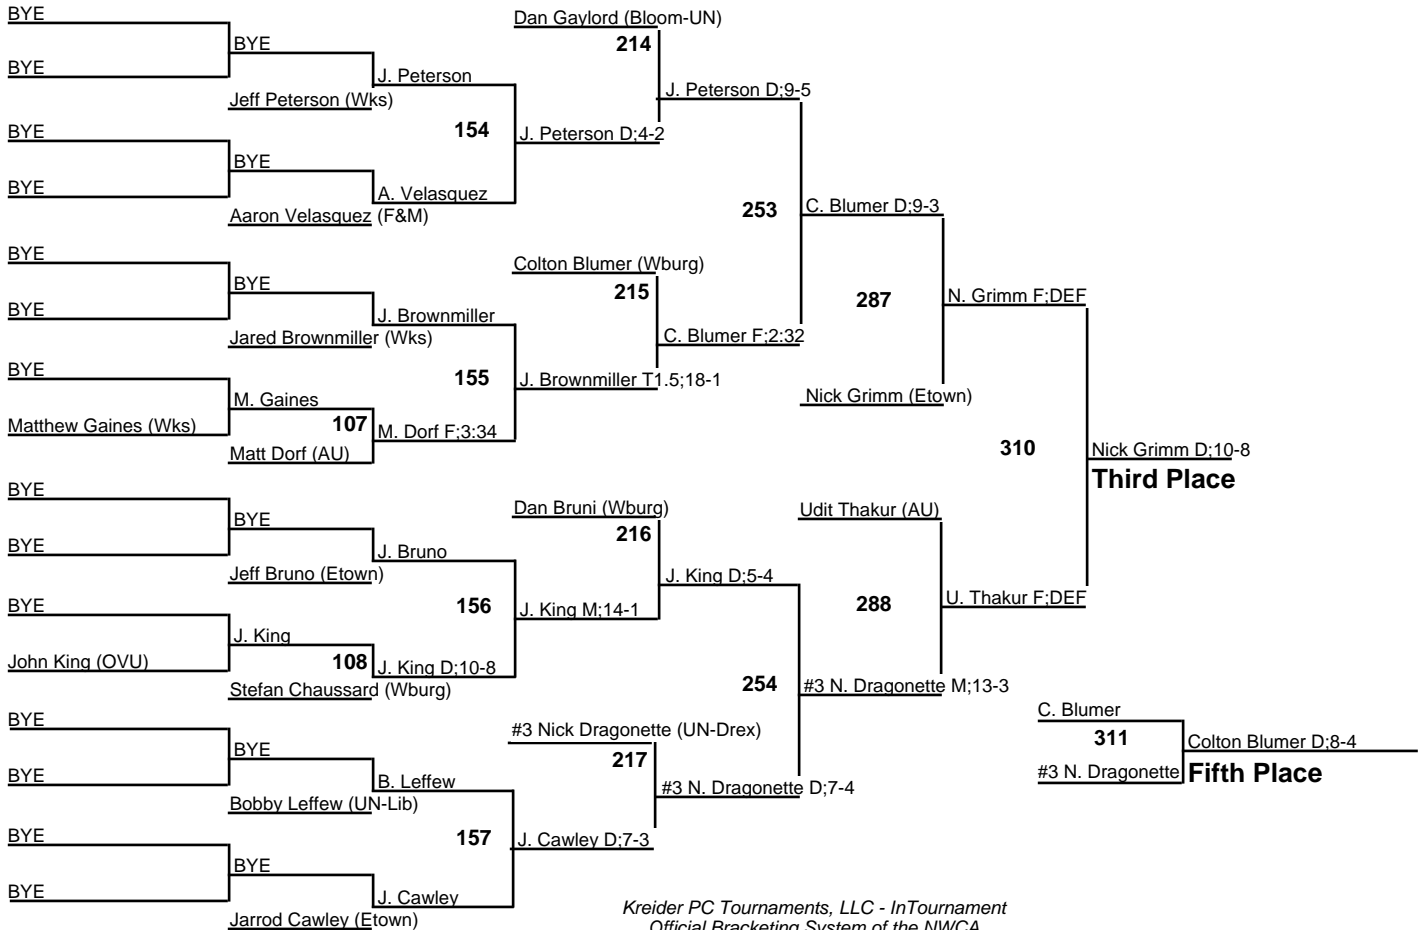 BYE
Dan Gaylord (Bloom-UN)
BYE
214
BYE
J. Peterson
J. Peterson D;9-5
Jeff Peterson (Wks)
BYE
154
J. Peterson D;4-2
BYE
BYE
A. Velasquez
C. Blumer D;9-3
253
Aaron Velasquez (F&M)
BYE
Colton Blumer (Wburg)
BYE
215
287
N. Grimm F;DEF
BYE
J. Brownmiller
Jared Brownmiller (Wks)
C. Blumer F;2:32
BYE
155
J. Brownmiller T1.5;18-1
M. Gaines
Nick Grimm (Etown)
Matthew Gaines (Wks)
107
M. Dorf F;3:34
Matt Dorf (AU)
310
Nick Grimm D;10-8
Third Place
BYE
Dan Bruni (Wburg)
Udit Thakur (AU)
BYE
216
BYE
J. Bruno
Jeff Bruno (Etown)
J. King D;5-4
BYE
156
J. King M;14-1
288
U. Thakur F;DEF
J. King
John King (OVU)
108
J. King D;10-8
Stefan Chaussard (Wburg)
254
#3 N. Dragonette M;13-3
C. Blumer
BYE
#3 Nick Dragonette (UN-Drex)
311
Colton Blumer D;8-4
BYE
217
BYE
B. Leffew
#3 N. Dragonette D;7-4
#3 N. Dragonette
Fifth Place
Bobby Leffew (UN-Lib)
BYE
157
J. Cawley D;7-3
BYE
BYE
J. Cawley
Jarrod Cawley (Etown)
Kreider PC Tournaments, LLC - InTournament
Official Bracketing System of the NWCA